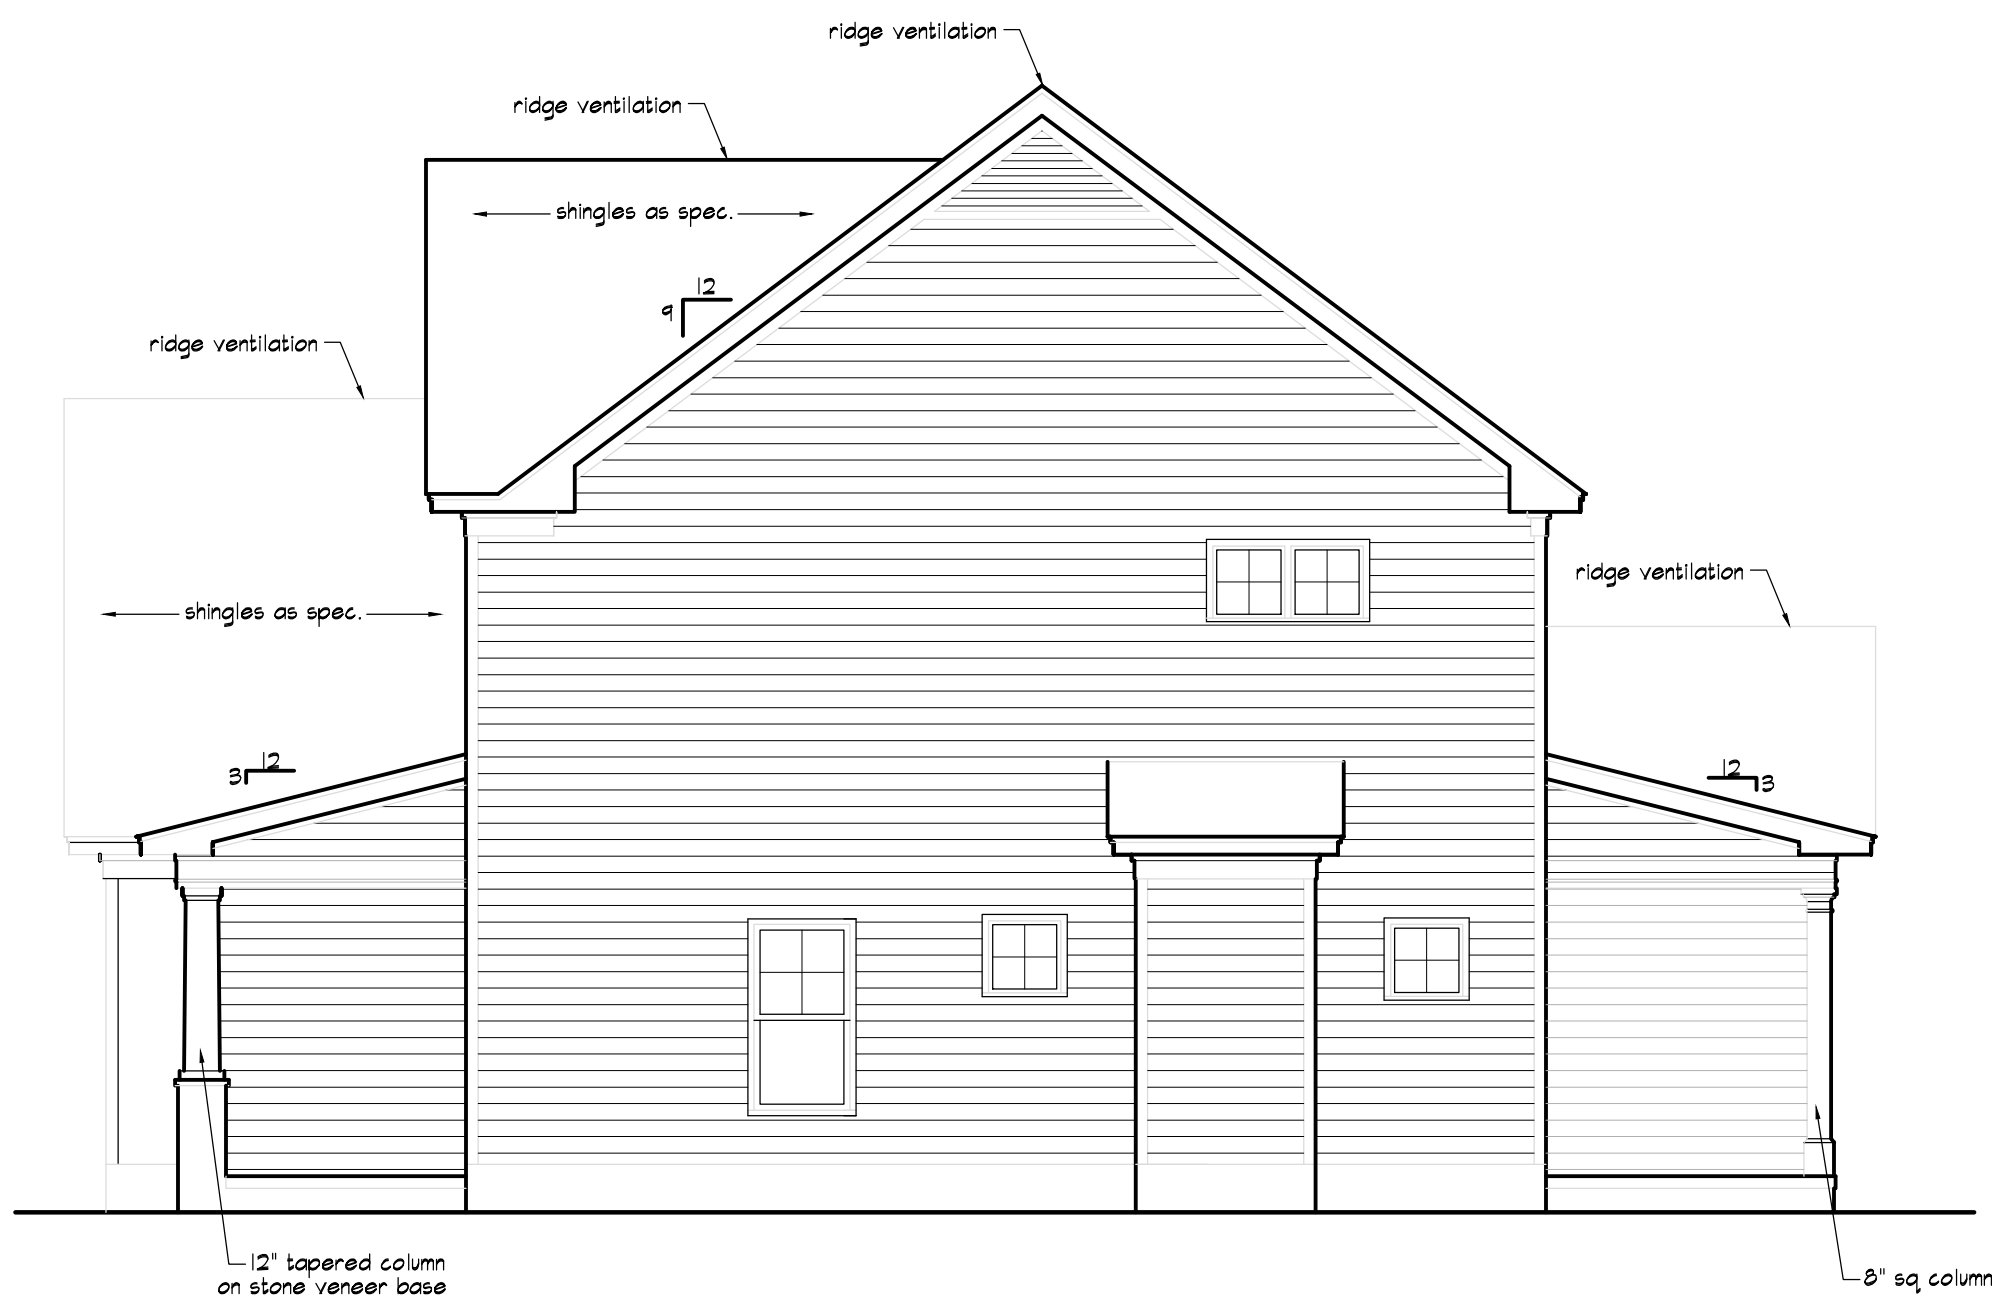 ridge ventilation
ridge ventilation
shingles as spec.
12
9
ridge ventilation
ridge ventilation
shingles as spec.
12
3
12
3
12" tapered column
on stone veneer base
8" sq column